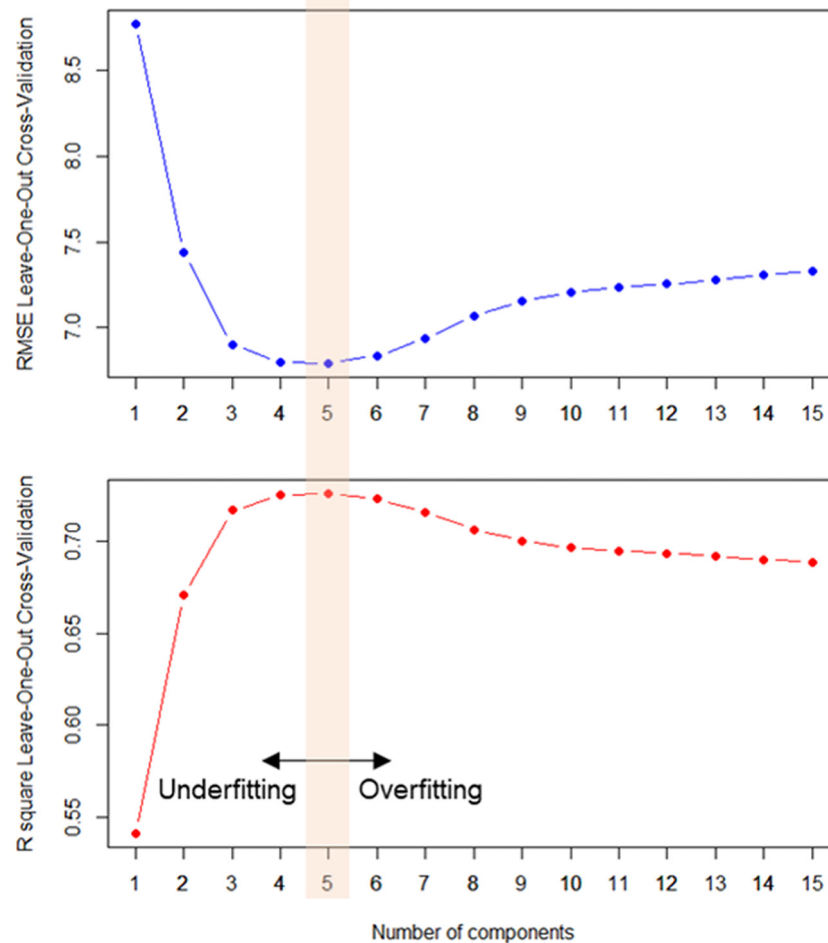 RMSE Leave-One-Out Cross-Validation
8.5
8.0
7.5
7.0
1 2 3 4 5 6 7 8 9 10 11 12 13 14 15
R square Leave-One-Out Cross-Validation
0.70
0.65
0.60
0.55
Underfitting Overfitting
1 2 3 4 5 6 7 8 9 10 11 12 13 14 15
Number of components